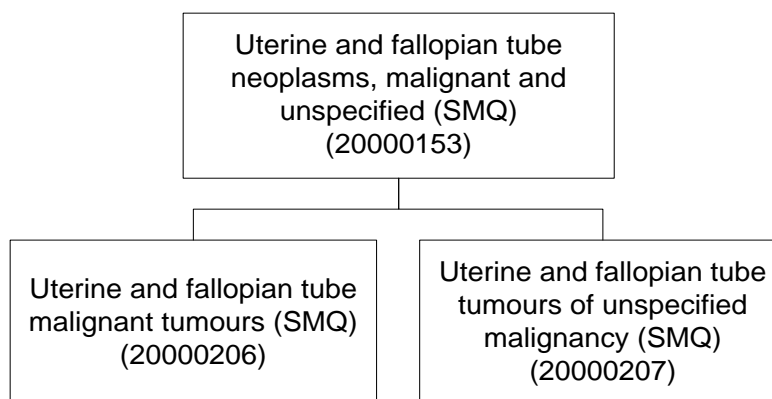 Uterine and fallopian tube
neoplasms, malignant and
unspecified (SMQ)
(20000153)
Uterine and fallopian tube
malignant tumours (SMQ)
(20000206)
Uterine and fallopian tube
tumours of unspecified
malignancy (SMQ)
(20000207)